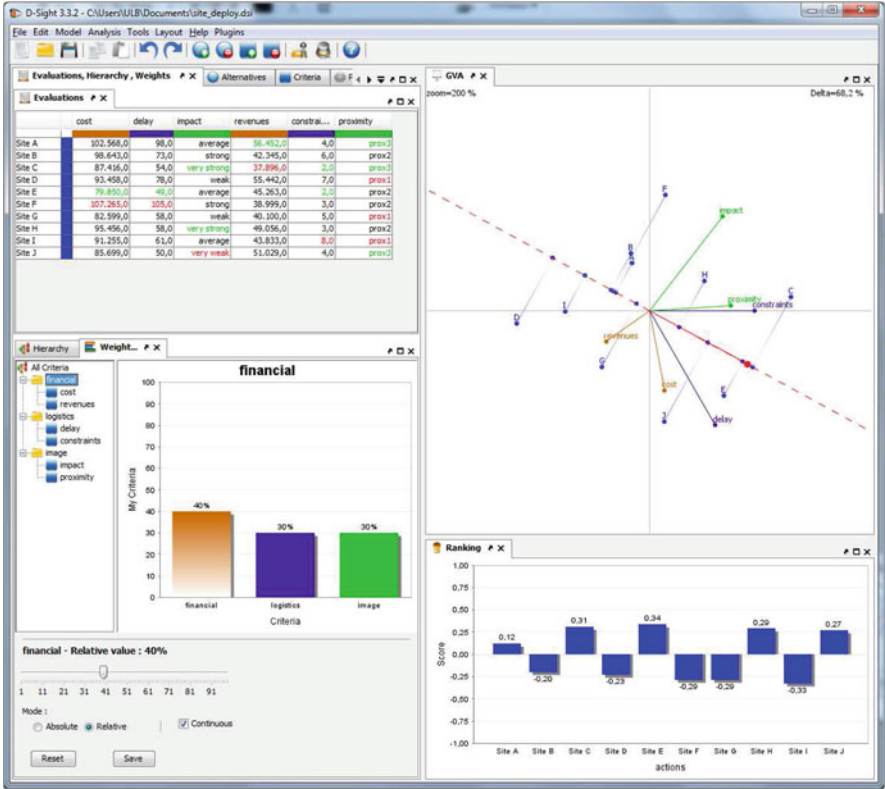 D-Sight 3.3.2 - C:\Users\ULB\Documents\site_deploy.dsi
File Edit Model Analysis Tools Layout Help Plugins
Evaluations, Hierarchy , Weights
Alternatives
Criteria
Evaluations
cost delay impact revenues constrai... proximity
Site A 102.568,0 98,0 average 56.452,0 4,0 prox3
Site B 98.643,0 73,0 strong 42.345,0 6,0 prox2
Site C 87.416,0 54,0 very strong 37.896,0 2,0 prox3
Site D 93.458,0 78,0 weak 55.442,0 7,0 prox1
Site E 79.850,0 49,0 average 45.263,0 2,0 prox2
Site F 107.265,0 105,0 strong 38.999,0 3,0 prox2
Site G 82.599,0 58,0 weak 40.100,0 5,0 prox1
Site H 95.456,0 58,0 very strong 49.056,0 3,0 prox2
Site I 91.255,0 61,0 average 43.833,0 8,0 prox1
Site J 85.699,0 50,0 very weak 51.029,0 4,0 prox3
GVA
zoom=200 %
Delta=68,2 %
F
impact
B
A
H
C
proximity
constraints
I
D
revenues
G
cost
E
J
delay
Hierarchy
Weight...
All Criteria
financial
cost
revenues
logistics
delay
constraints
image
impact
proximity
financial
My Criteria
100
90
80
70
60
50
40
30
20
10
0
40%
30%
30%
financial logistics image
Criteria
financial - Relative value : 40%
1 11 21 31 41 51 61 71 81 91
Mode :
Absolute Relative
Continuous
Reset Save
Ranking
Score
1,00
0,75
0,50
0,25
0,00
-0,25
-0,50
-0,75
-1,00
0,12
-0,20
0,31
-0,23
0,34
-0,29
-0,29
0,29
-0,33
0,27
Site A Site B Site C Site D Site E Site F Site G Site H Site I Site J
actions